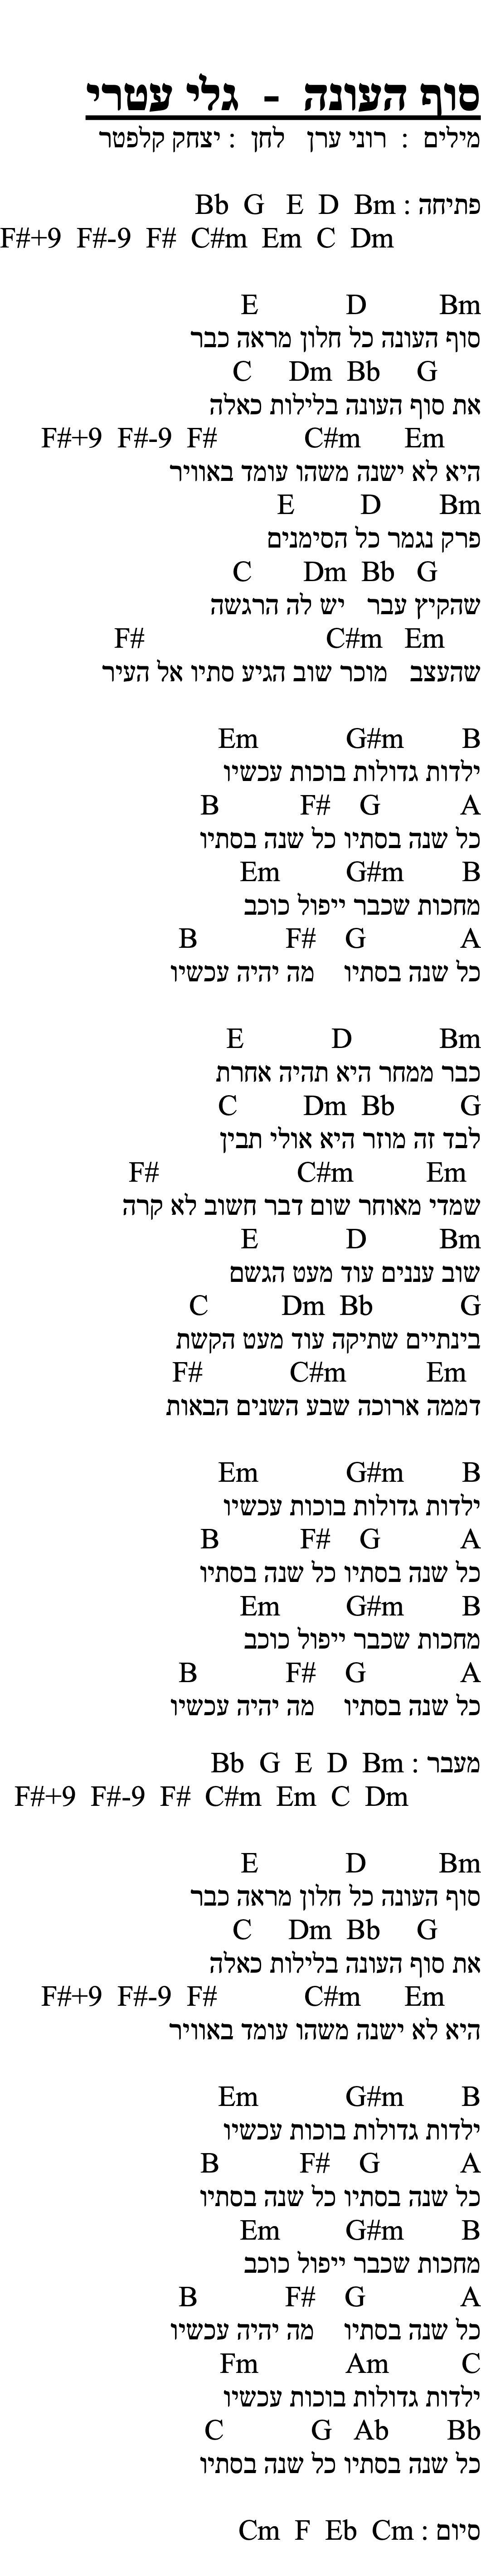 סוף העונה - גלי עטרי
מילים : רוני ערן לחן : יצחק קלפטר
פתיחה : Bb G E D Bm
F#+9 F#-9 F# C#m Em C Dm
E D Bm
סוף העונה כל חלון מראה כבר
C Dm Bb G
את סוף העונה בלילות כאלה
F#+9 F#-9 F# C#m Em
היא לא ישנה משהו עומד באוויר
E D Bm
פרק נגמר כל הסימנים
C Dm Bb G
שהקיץ עבר יש לה הרגשה
F# C#m Em
שהעצב מוכר שוב הגיע סתיו אל העיר
Em G#m B
ילדות גדולות בוכות עכשיו
B F# G A
כל שנה בסתיו כל שנה בסתיו
Em G#m B
מחכות שכבר ייפול כוכב
B F# G A
כל שנה בסתיו מה יהיה עכשיו
E D Bm
כבר ממחר היא תהיה אחרת
C Dm Bb G
לבד זה מוזר היא אולי תבין
F# C#m Em
שמדי מאוחר שום דבר חשוב לא קרה
E D Bm
שוב עננים עוד מעט הגשם
C Dm Bb G
בינתיים שתיקה עוד מעט הקשת
F# C#m Em
דממה ארוכה שבע השנים הבאות
Em G#m B
ילדות גדולות בוכות עכשיו
B F# G A
כל שנה בסתיו כל שנה בסתיו
Em G#m B
מחכות שכבר ייפול כוכב
B F# G A
כל שנה בסתיו מה יהיה עכשיו
מעבר : Bb G E D Bm
F#+9 F#-9 F# C#m Em C Dm
E D Bm
סוף העונה כל חלון מראה כבר
C Dm Bb G
את סוף העונה בלילות כאלה
F#+9 F#-9 F# C#m Em
היא לא ישנה משהו עומד באוויר
Em G#m B
ילדות גדולות בוכות עכשיו
B F# G A
כל שנה בסתיו כל שנה בסתיו
Em G#m B
מחכות שכבר ייפול כוכב
B F# G A
כל שנה בסתיו מה יהיה עכשיו
Fm Am C
ילדות גדולות בוכות עכשיו
C G Ab Bb
כל שנה בסתיו כל שנה בסתיו
סיום : Cm F Eb Cm